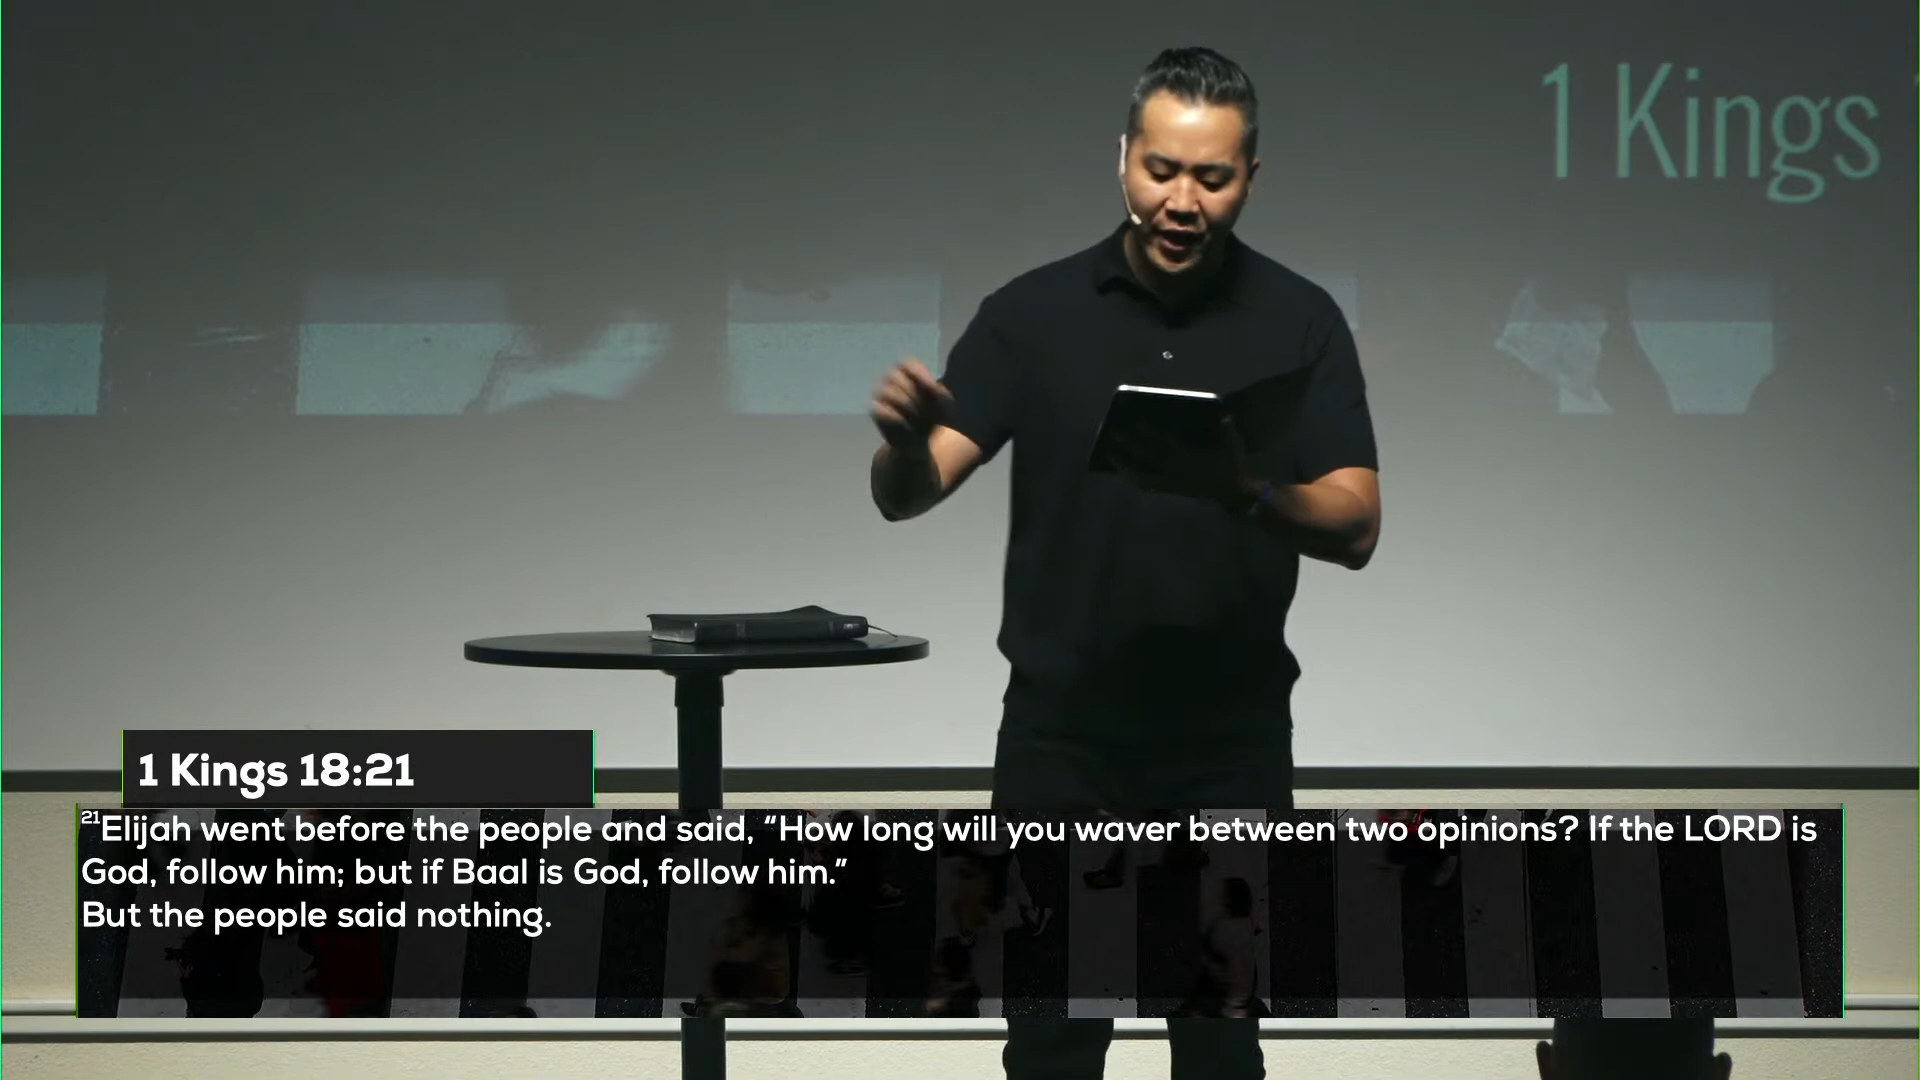 1 Kings
1 Kings 18:21
21Elijah went before the people and said, “How long will you waver between two opinions? If the LORD is
God, follow him; but if Baal is God, follow him.”
But the people said nothing.